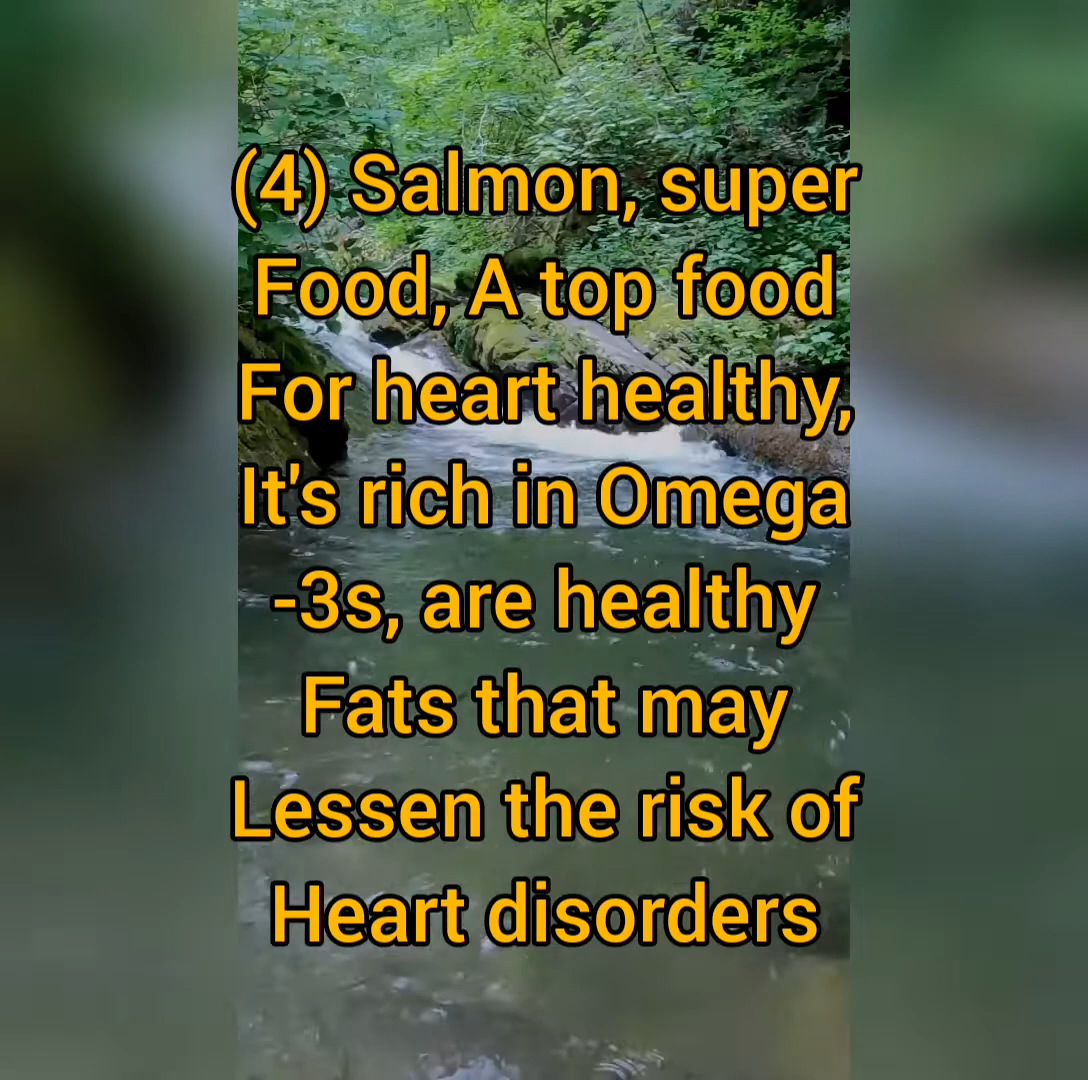 (4) Salmon, super
Food, A top food
For heart healthy,
It's rich in Omega
-3s, are healthy
Fats that may
Lessen the risk of
Heart disorders